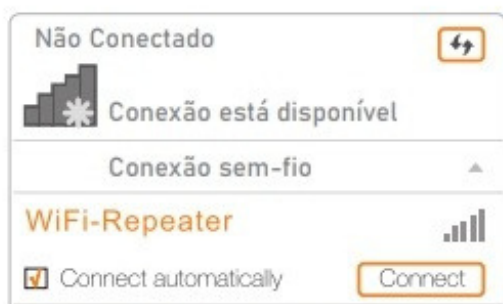 Não Conectado
Conexão está disponível
Conexão sem-fio
WiFi-Repeater
Connect automatically
Connect